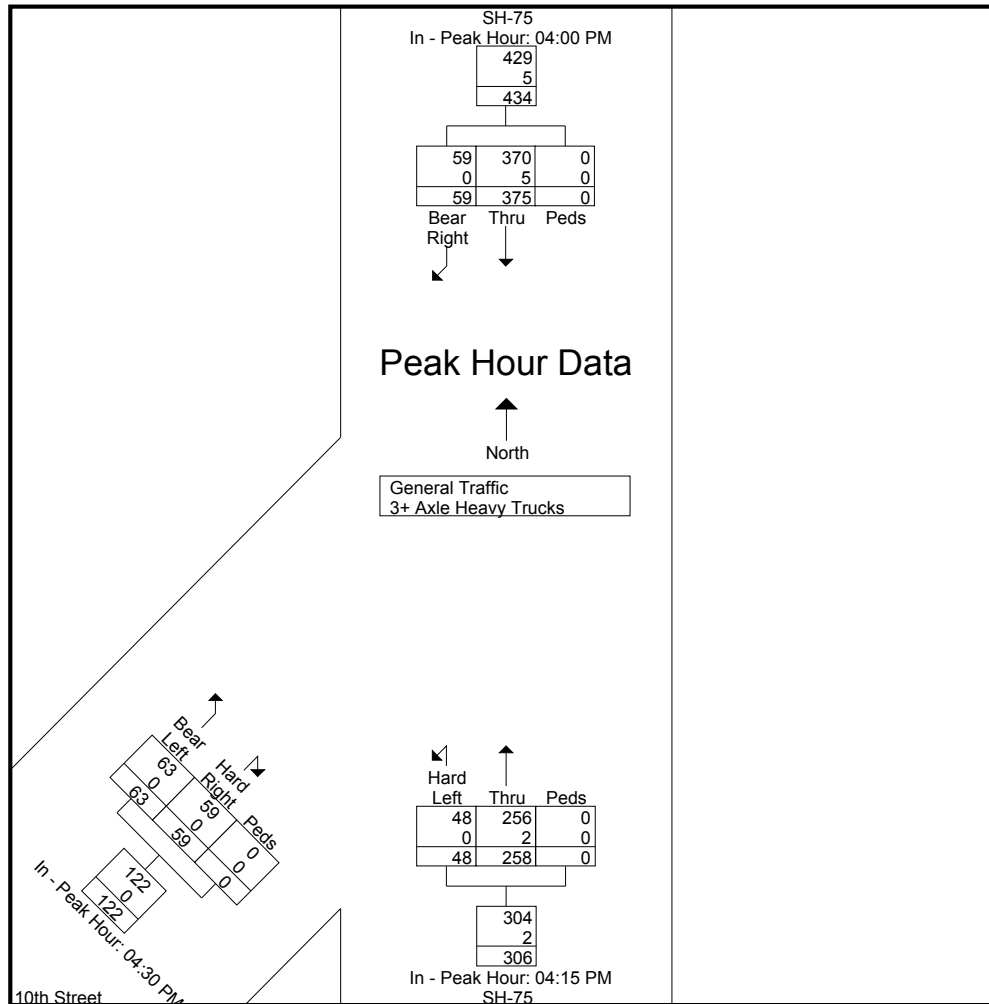 SH-75
In - Peak Hour: 04:00 PM
429
5
434
59 370 0
0 5 0
59 375 0
Bear Right Thru Peds
Peak Hour Data
North
General Traffic
3+ Axle Heavy Trucks
Bear Left
Hard Right
Peds
63 59 0
0 0 0
63 59 0
122
0
122
In - Peak Hour: 04:30 PM
10th Street
Hard Left Thru Peds
48 256 0
0 2 0
48 258 0
304
2
306
In - Peak Hour: 04:15 PM
SH-75